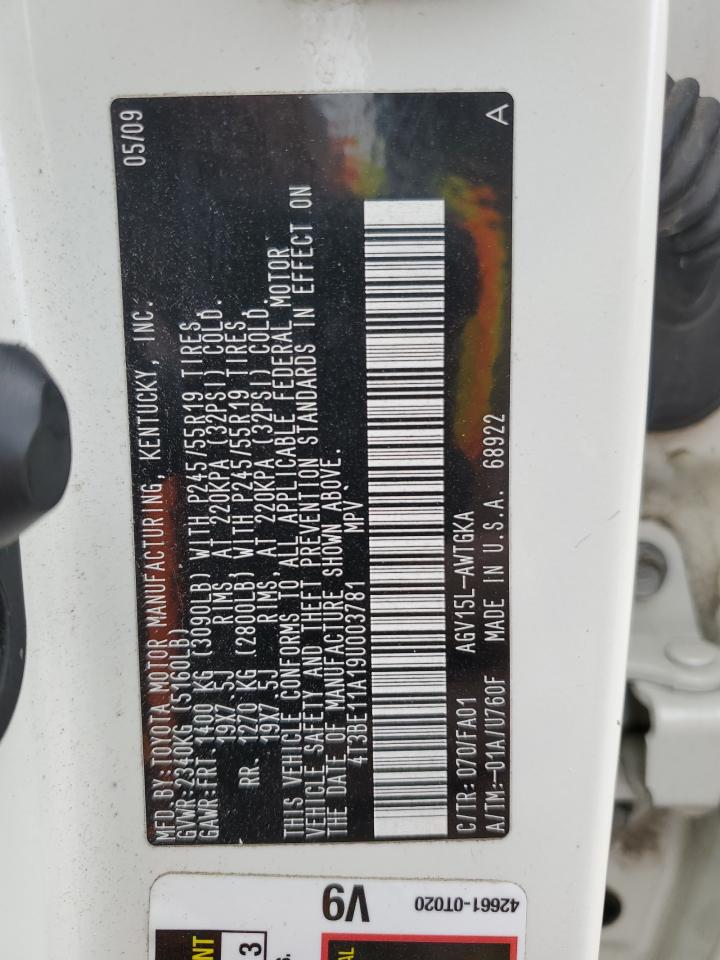 MFD.BY:TOYOTA MOTOR MANUFACTURING, KENTUCKY, INC. 05/09
GVWR:2340KG (5160LB)
GAWR:FRT 1400 KG (3090LB) WITH P245/55R19 TIRES,
19X7.5J RIMS, AT 220KPA (32PSI) COLD.
RR. 1270 KG (2800LB) WITH P245/55R19 TIRES,
19X7.5J RIMS, AT 220KPA (32PSI) COLD.
THIS VEHICLE CONFORMS TO ALL APPLICABLE FEDERAL MOTOR
VEHICLE SAFETY AND THEFT PREVENTION STANDARDS IN EFFECT ON
THE DATE OF MANUFACTURE SHOWN ABOVE.
4T3BE11A19U003781 MPV
C/TR: 070/FA01 AGV15L-AWTGKA
A/TM:-01A/U760F MADE IN U.S.A. 68922 A
V9
42661-0T020
3